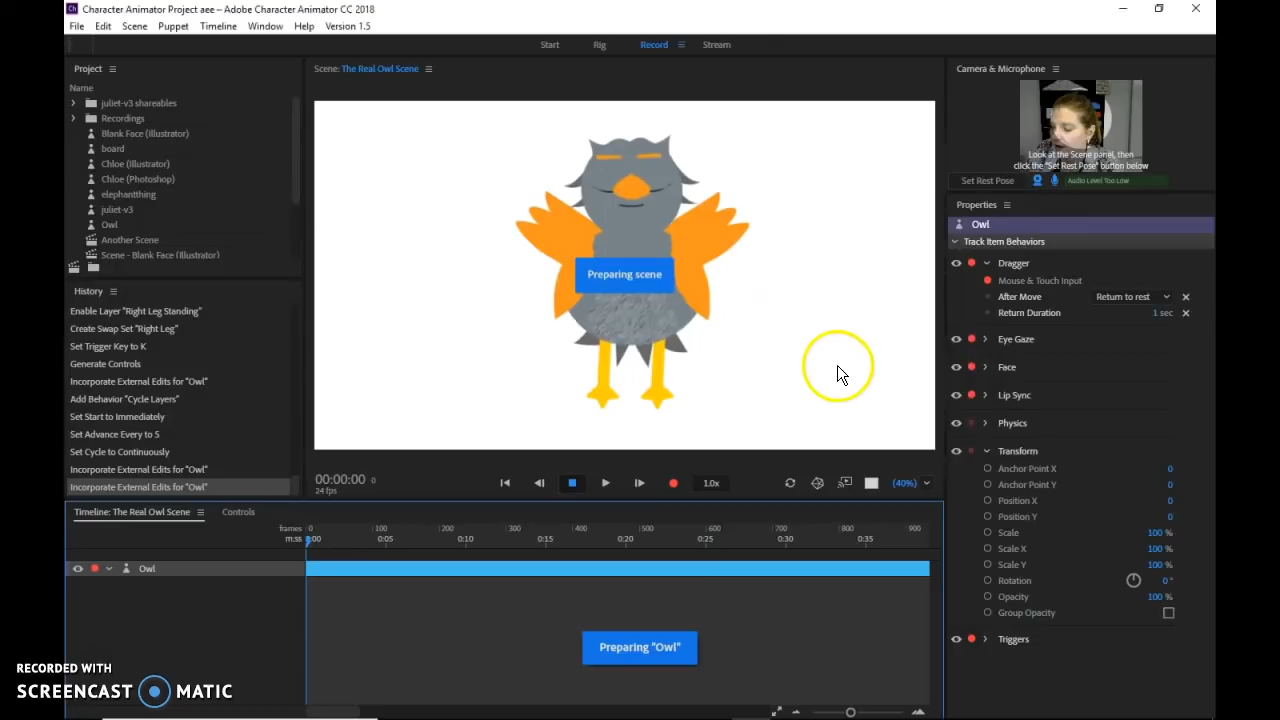 Ch Character Animator Project aee – Adobe Character Animator CC 2018
File Edit Scene Puppet Timeline Window Help Version 1.5
Start Rig Record Stream
Project
Name
juliet-v3 shareables
Recordings
Blank Face (Illustrator)
board
Chloe (Illustrator)
Chloe (Photoshop)
elephantthing
juliet-v3
Owl
Another Scene
Scene - Blank Face (Illustrator)
History
Enable Layer "Right Leg Standing"
Create Swap Set "Right Leg"
Set Trigger Key to K
Generate Controls
Incorporate External Edits for "Owl"
Add Behavior "Cycle Layers"
Set Start to Immediately
Set Advance Every to 5
Set Cycle to Continuously
Incorporate External Edits for "Owl"
Incorporate External Edits for "Owl"
Scene: The Real Owl Scene
Preparing scene
00:00:00 0
24 fps
1.0x
(40%)
Timeline: The Real Owl Scene Controls
frames 0 100 200 300 400 500 600 700 800 900
m:ss 0:00 0:05 0:10 0:15 0:20 0:25 0:30 0:35
Owl
Preparing "Owl"
Camera & Microphone
Look at the Scene panel, then
click the "Set Rest Pose" button below
Set Rest Pose Audio Level Too Low
Properties
Owl
Track Item Behaviors
Dragger
Mouse & Touch Input
After Move Return to rest
Return Duration 1 sec
Eye Gaze
Face
Lip Sync
Physics
Transform
Anchor Point X 0
Anchor Point Y 0
Position X 0
Position Y 0
Scale 100 %
Scale X 100 %
Scale Y 100 %
Rotation 0 °
Opacity 100 %
Group Opacity
Triggers
RECORDED WITH
SCREENCAST MATIC